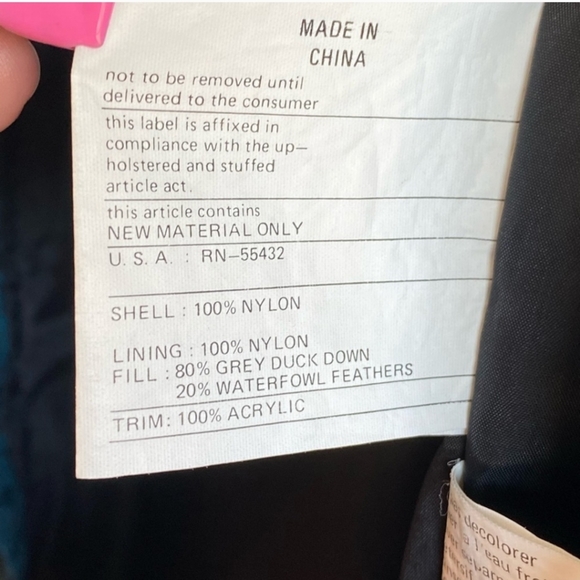 MADE IN
CHINA
not to be removed until
delivered to the consumer
this label is affixed in
compliance with the up—
holstered and stuffed
article act.
this article contains
NEW MATERIAL ONLY
U. S. A. : RN—55432
SHELL : 100% NYLON
LINING : 100% NYLON
FILL : 80% GREY DUCK DOWN
20% WATERFOWL FEATHERS
TRIM: 100% ACRYLIC
decolorer
à l'eau